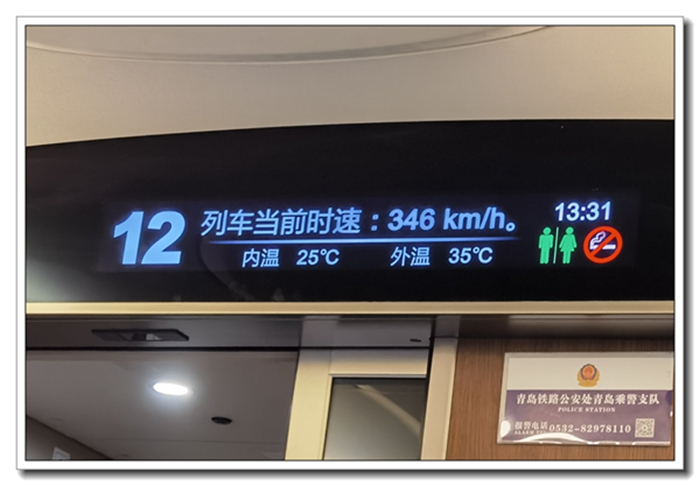 12
列车当前时速：346 km/h。
13:31
内温 25℃ 外温 35℃
青岛铁路公安处青岛乘警支队
POLICE STATION
报警电话 0532-82978110